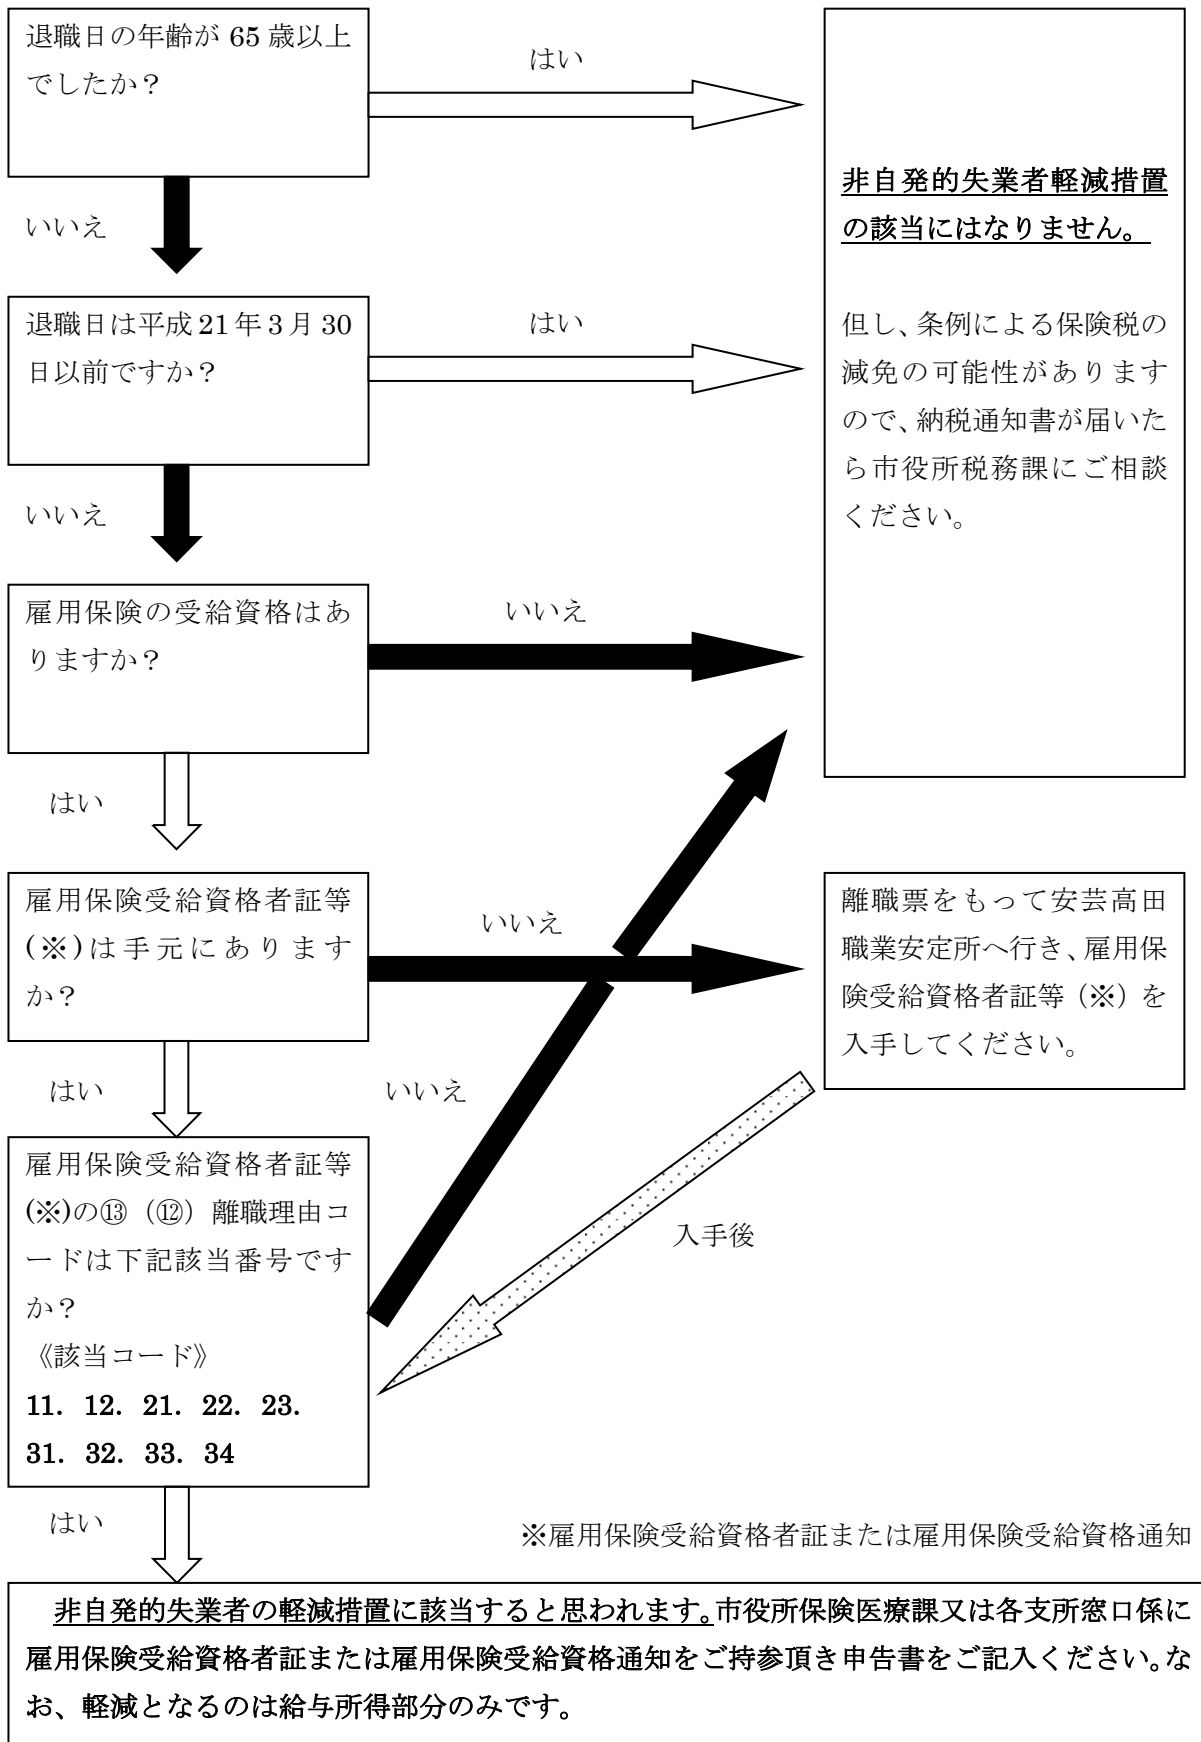 退職日の年齢が 65 歳以上
でしたか？
はい
いいえ
退職日は平成 21 年 3 月 30
日以前ですか？
はい
いいえ
雇用保険の受給資格はあ
りますか？
いいえ
はい
非自発的失業者軽減措置
の該当にはなりません。
但し、条例による保険税の
減免の可能性があります
ので、納税通知書が届いた
ら市役所税務課にご相談
ください。
雇用保険受給資格者証等
(※)は手元にあります
か？
いいえ
はい
離職票をもって安芸高田
職業安定所へ行き、雇用保
険受給資格者証等（※）を
入手してください。
入手後
雇用保険受給資格者証等
(※)の⑬（⑫）離職理由コ
ードは下記該当番号です
か？
《該当コード》
11．12．21．22．23．
31．32．33．34
いいえ
はい
※雇用保険受給資格者証または雇用保険受給資格通知
非自発的失業者の軽減措置に該当すると思われます。市役所保険医療課又は各支所窓口係に
雇用保険受給資格者証または雇用保険受給資格通知をご持参頂き申告書をご記入ください。な
お、軽減となるのは給与所得部分のみです。